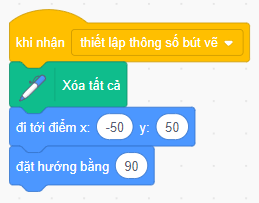 khi nhận thiết lập thông số bút vẽ
Xóa tất cả
đi tới điểm x: -50 y: 50
đặt hướng bằng 90